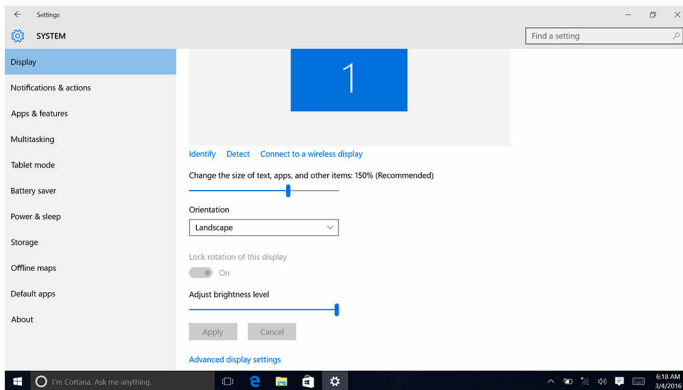 Settings
SYSTEM
Find a setting
Display
Notifications & actions
Apps & features
Multitasking
Tablet mode
Battery saver
Power & sleep
Storage
Offline maps
Default apps
About
1
Identify Detect Connect to a wireless display
Change the size of text, apps, and other items: 150% (Recommended)
Orientation
Landscape
Lock rotation of this display
On
Adjust brightness level
Apply Cancel
Advanced display settings
I'm Cortana. Ask me anything.
6:18 AM
3/4/2016